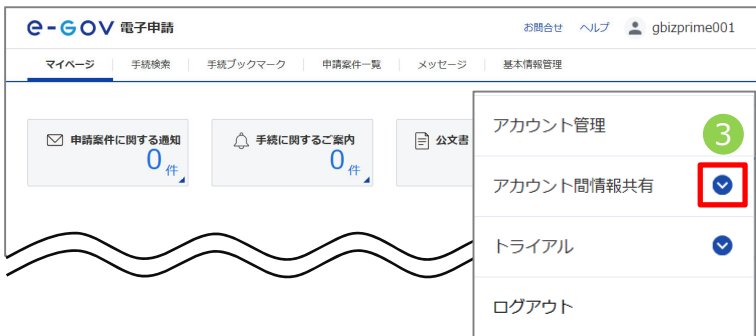 e-GOV 電子申請
お問合せ ヘルプ gbizprime001
マイページ 手続検索 手続ブックマーク 申請案件一覧 メッセージ 基本情報管理
申請案件に関する通知
0 件
手続に関するご案内
0 件
公文書
アカウント管理
3
アカウント間情報共有
トライアル
ログアウト